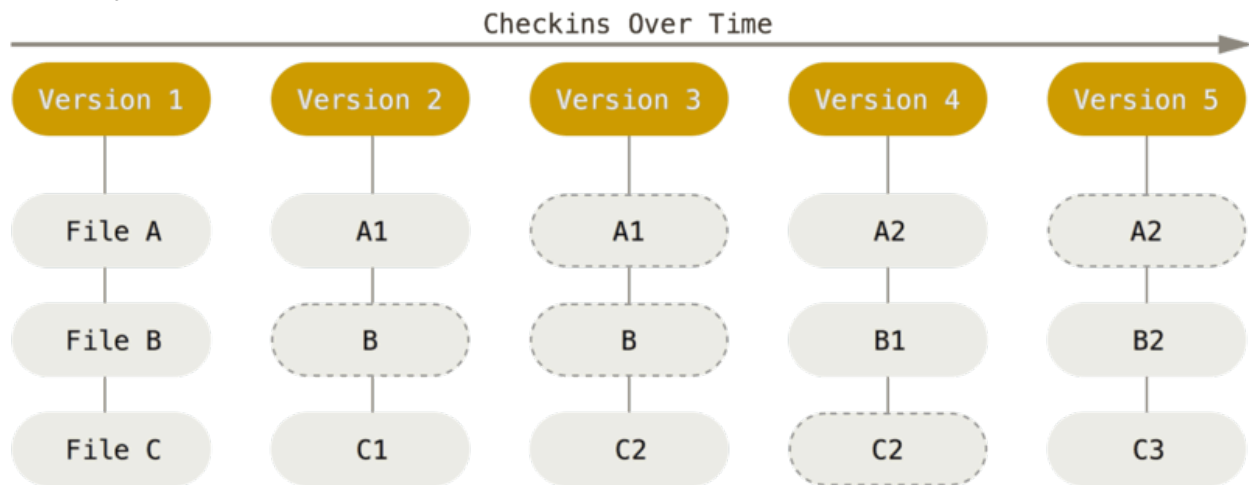 Checkins Over Time
Version 1 Version 2 Version 3 Version 4 Version 5
File A A1 A1 A2 A2
File B B B B1 B2
File C C1 C2 C2 C3